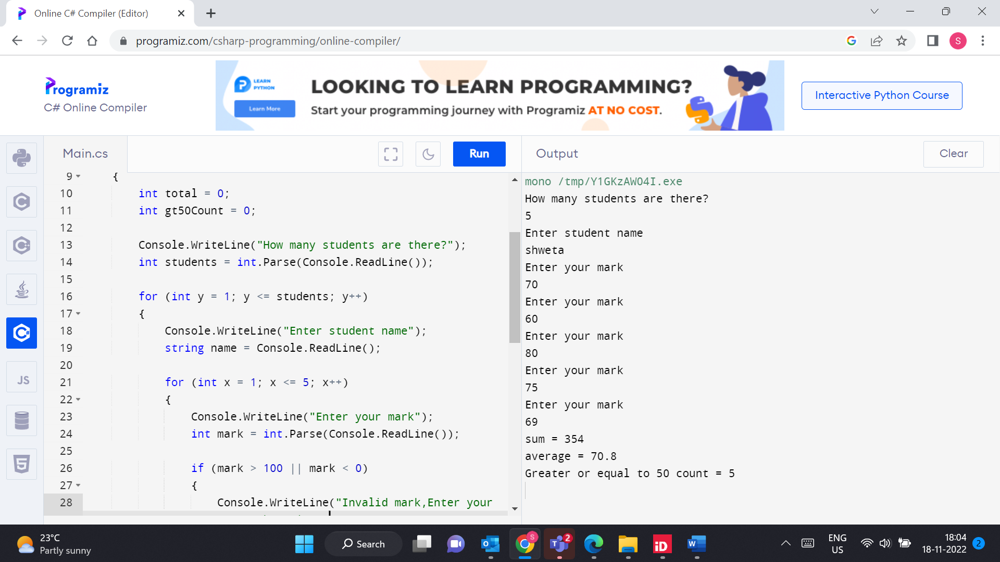 Online C# Compiler (Editor)
programiz.com/csharp-programming/online-compiler/
G
S
Programiz
C# Online Compiler
LEARN
PYTHON
Learn More
LOOKING TO LEARN PROGRAMMING?
Start your programming journey with Programiz AT NO COST.
Interactive Python Course
Main.cs
Run
Output
Clear
9 {
10 int total = 0;
11 int gt50Count = 0;
12
13 Console.WriteLine("How many students are there?");
14 int students = int.Parse(Console.ReadLine());
15
16 for (int y = 1; y <= students; y++)
17 {
18 Console.WriteLine("Enter student name");
19 string name = Console.ReadLine();
20
21 for (int x = 1; x <= 5; x++)
22 {
23 Console.WriteLine("Enter your mark");
24 int mark = int.Parse(Console.ReadLine());
25
26 if (mark > 100 || mark < 0)
27 {
28 Console.WriteLine("Invalid mark,Enter your
C
C++
C#
JS
5
mono /tmp/Y1GKzAWO4I.exe
How many students are there?
5
Enter student name
shweta
Enter your mark
70
Enter your mark
60
Enter your mark
80
Enter your mark
75
Enter your mark
69
sum = 354
average = 70.8
Greater or equal to 50 count = 5
23°C
Partly sunny
Search
O
S
T
2
iD
W
ENG
US
18:04
18-11-2022
2